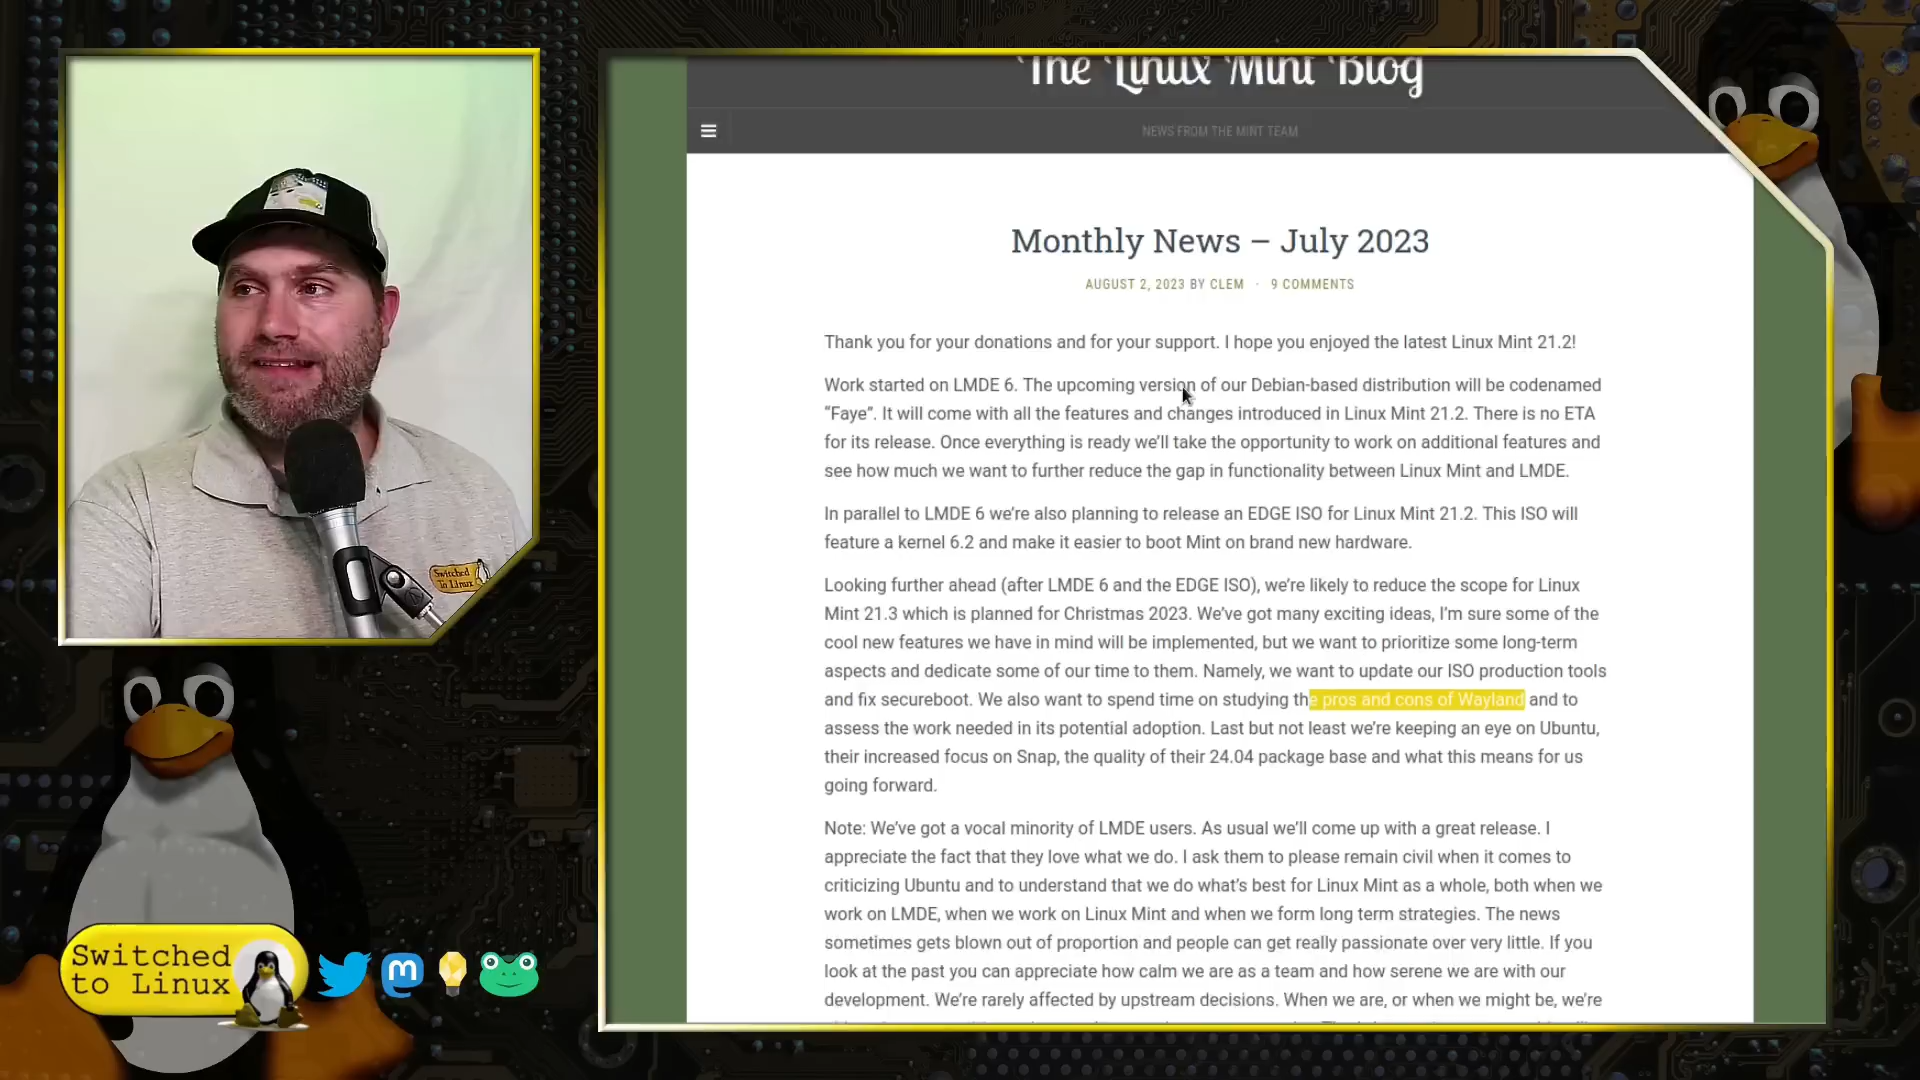 The Linux Mint Blog
NEWS FROM THE MINT TEAM
Monthly News – July 2023
AUGUST 2, 2023 BY CLEM · 9 COMMENTS
Thank you for your donations and for your support. I hope you enjoyed the latest Linux Mint 21.2!
Work started on LMDE 6. The upcoming version of our Debian-based distribution will be codenamed
“Faye”. It will come with all the features and changes introduced in Linux Mint 21.2. There is no ETA
for its release. Once everything is ready we’ll take the opportunity to work on additional features and
see how much we want to further reduce the gap in functionality between Linux Mint and LMDE.
In parallel to LMDE 6 we’re also planning to release an EDGE ISO for Linux Mint 21.2. This ISO will
feature a kernel 6.2 and make it easier to boot Mint on brand new hardware.
Looking further ahead (after LMDE 6 and the EDGE ISO), we’re likely to reduce the scope for Linux
Mint 21.3 which is planned for Christmas 2023. We’ve got many exciting ideas, I’m sure some of the
cool new features we have in mind will be implemented, but we want to prioritize some long-term
aspects and dedicate some of our time to them. Namely, we want to update our ISO production tools
and fix secureboot. We also want to spend time on studying the pros and cons of Wayland and to
assess the work needed in its potential adoption. Last but not least we’re keeping an eye on Ubuntu,
their increased focus on Snap, the quality of their 24.04 package base and what this means for us
going forward.
Note: We’ve got a vocal minority of LMDE users. As usual we’ll come up with a great release. I
appreciate the fact that they love what we do. I ask them to please remain civil when it comes to
criticizing Ubuntu and to understand that we do what’s best for Linux Mint as a whole, both when we
work on LMDE, when we work on Linux Mint and when we form long term strategies. The news
sometimes gets blown out of proportion and people can get really passionate over very little. If you
look at the past you can appreciate how calm we are as a team and how serene we are with our
development. We’re rarely affected by upstream decisions. When we are, or when we might be, we’re
Switched
To Linux
Switched
to Linux